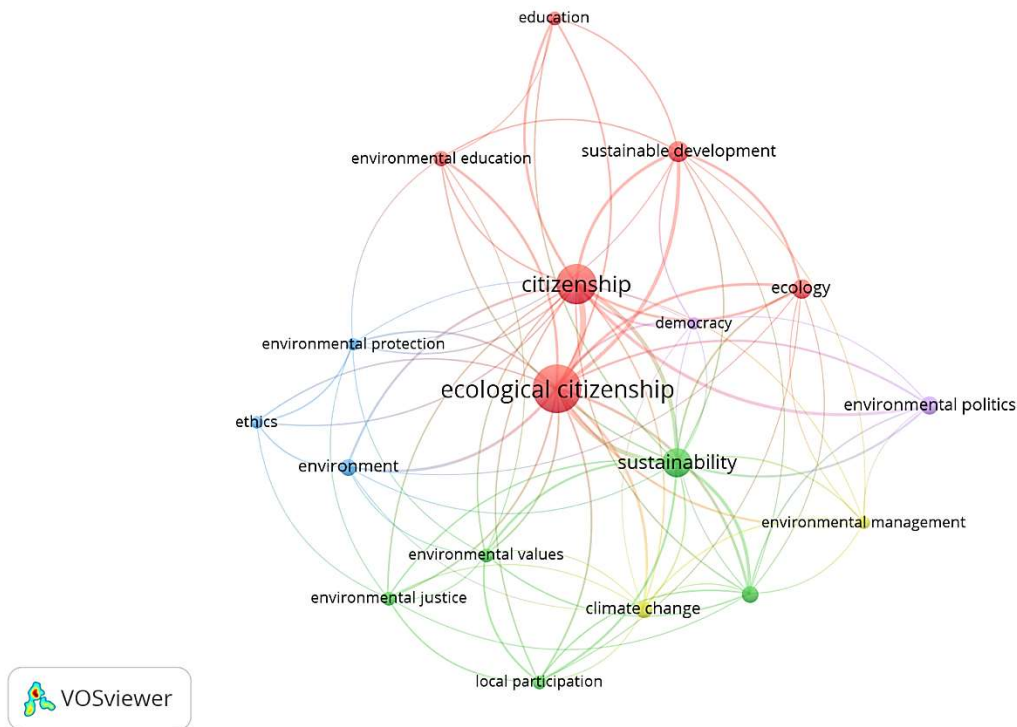 education
environmental education
sustainable development
citizenship
ecology
democracy
environmental protection
ecological citizenship
environmental politics
ethics
environment
sustainability
environmental management
environmental values
environmental justice
climate change
local participation
VOSviewer